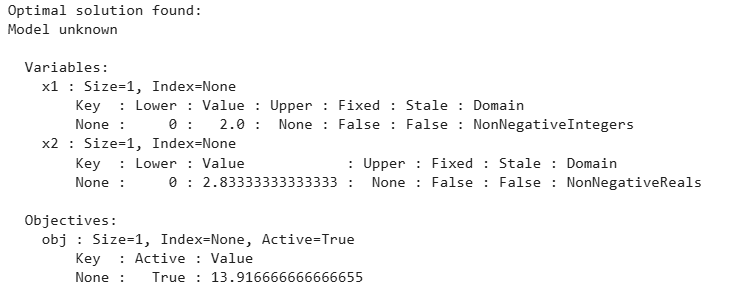 Optimal solution found:
Model unknown
Variables:
x1 : Size=1, Index=None
Key : Lower : Value : Upper : Fixed : Stale : Domain
None : 0 : 2.0 : None : False : False : NonNegativeIntegers
x2 : Size=1, Index=None
Key : Lower : Value : Upper : Fixed : Stale : Domain
None : 0 : 2.83333333333333 : None : False : False : NonNegativeReals
Objectives:
obj : Size=1, Index=None, Active=True
Key : Active : Value
None : True : 13.916666666666655